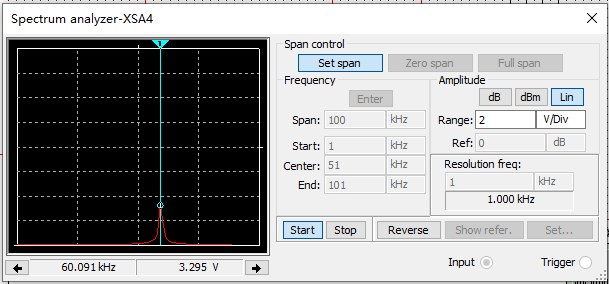 Spectrum analyzer-XSA4
1
Span control
Set span Zero span Full span
Frequency
Enter
Span: 100 kHz
Start: 1 kHz
Center: 51 kHz
End: 101 kHz
Amplitude
dB dBm Lin
Range: 2 V/Div
Ref: 0 dB
Resolution freq:
1 kHz
1.000 kHz
Start Stop Reverse Show refer. Set...
60.091 kHz 3.295 V
Input Trigger